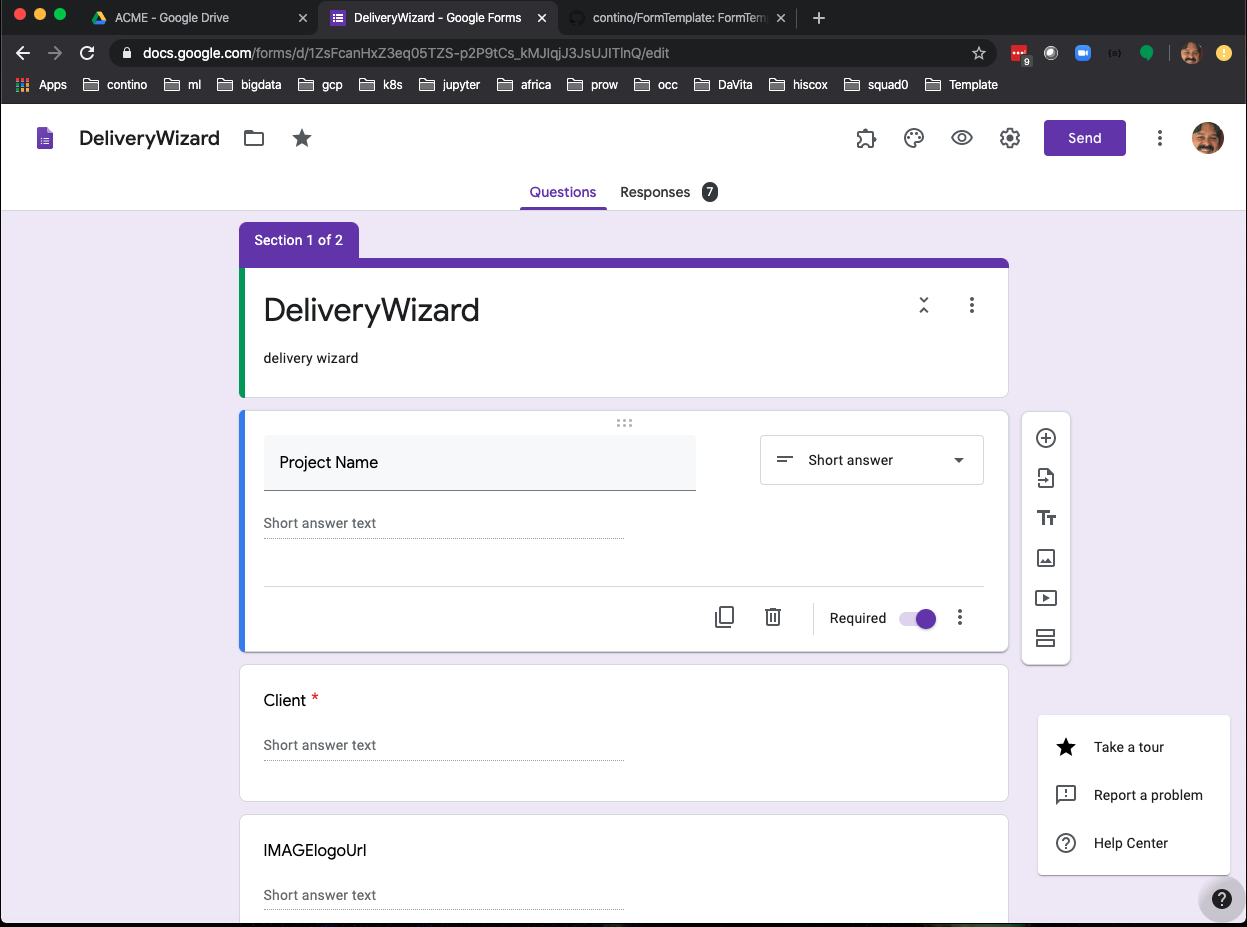 ACME - Google Drive
DeliveryWizard - Google Forms
contino/FormTemplate: FormTem
docs.google.com/forms/d/1ZsFcanHxZ3eq05TZS-p2P9tCs_kMJIqjJ3JsUJITlnQ/edit
9
Apps contino ml bigdata gcp k8s jupyter africa prow occ DaVita hiscox squad0 Template
DeliveryWizard
Send
Questions Responses 7
Section 1 of 2
DeliveryWizard
delivery wizard
Project Name
Short answer
Short answer text
Required
Client *
Short answer text
IMAGElogoUrl
Short answer text
Take a tour
Report a problem
Help Center